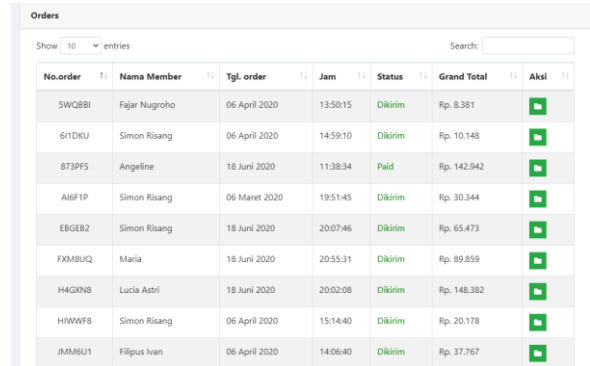 Orders
Show 10 entries Search:
No.order Nama Member Tgl. order Jam Status Grand Total Aksi
5WQBBI Fajar Nugroho 06 April 2020 13:50:15 Dikirim Rp. 8.381
6I1DKU Simon Risang 06 April 2020 14:59:10 Dikirim Rp. 10.148
873PFS Angeline 18 Juni 2020 11:38:34 Paid Rp. 142.942
AI6F1P Simon Risang 06 Maret 2020 19:51:45 Dikirim Rp. 30.344
EBGEB2 Simon Risang 18 Juni 2020 20:07:46 Dikirim Rp. 65.473
FXM8UQ Maria 18 Juni 2020 20:55:31 Dikirim Rp. 89.859
H4GXN8 Lucia Astri 18 Juni 2020 20:02:08 Dikirim Rp. 148.382
HIWWF8 Simon Risang 06 April 2020 15:14:40 Dikirim Rp. 20.178
JMM6U1 Filipus Ivan 06 April 2020 14:06:40 Dikirim Rp. 37.767